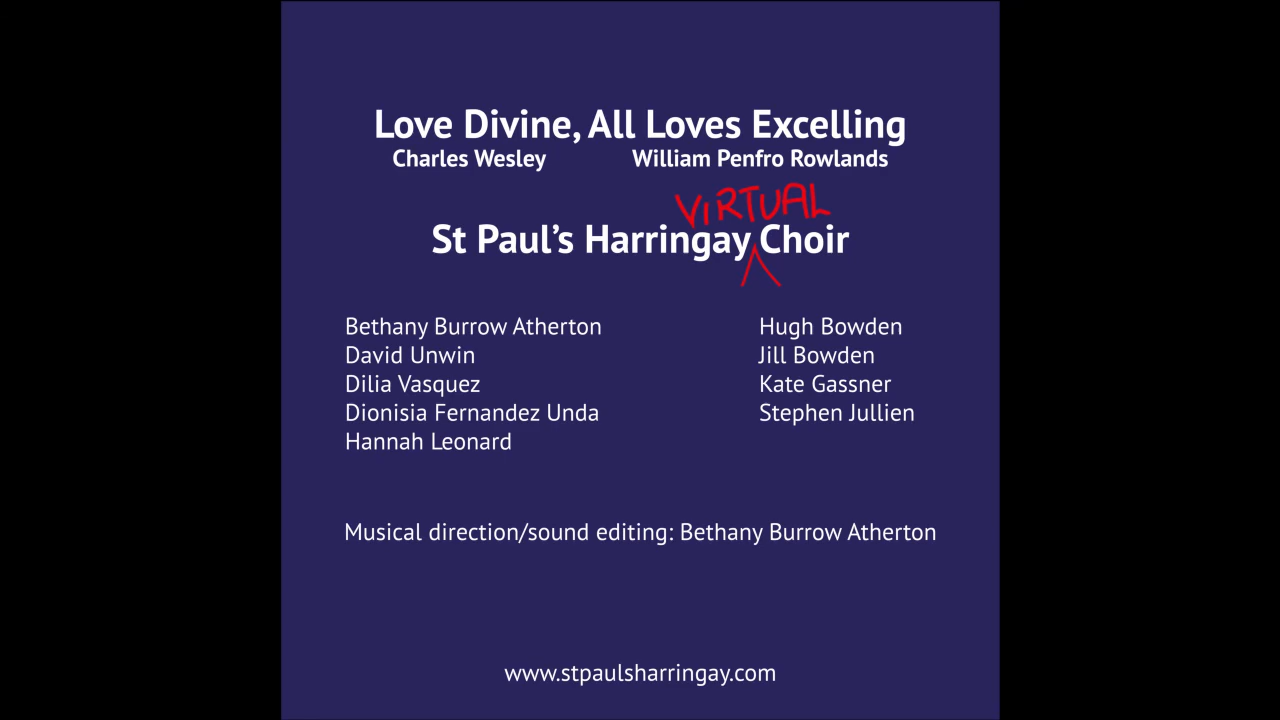 Love Divine, All Loves Excelling
Charles Wesley William Penfro Rowlands
VIRTUAL
St Paul's Harringay Choir
Bethany Burrow Atherton
David Unwin
Dilia Vasquez
Dionisia Fernandez Unda
Hannah Leonard
Hugh Bowden
Jill Bowden
Kate Gassner
Stephen Jullien
Musical direction/sound editing: Bethany Burrow Atherton
www.stpaulsharringay.com